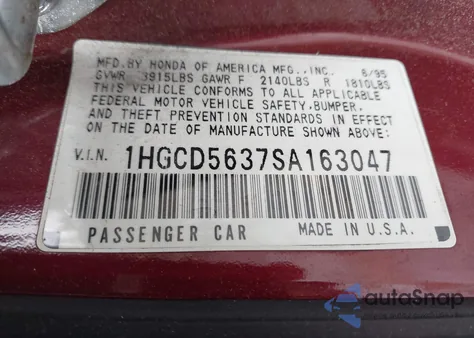 MFD. BY HONDA OF AMERICA MFG., INC. 8/95
GVWR 3915LBS GAWR F 2140LBS R 1810LBS
THIS VEHICLE CONFORMS TO ALL APPLICABLE
FEDERAL MOTOR VEHICLE SAFETY, BUMPER,
AND THEFT PREVENTION STANDARDS IN EFFECT
ON THE DATE OF MANUFACTURE SHOWN ABOVE.
V.I.N. 1HGCD5637SA163047
PASSENGER CAR MADE IN U.S.A.
autoSnap